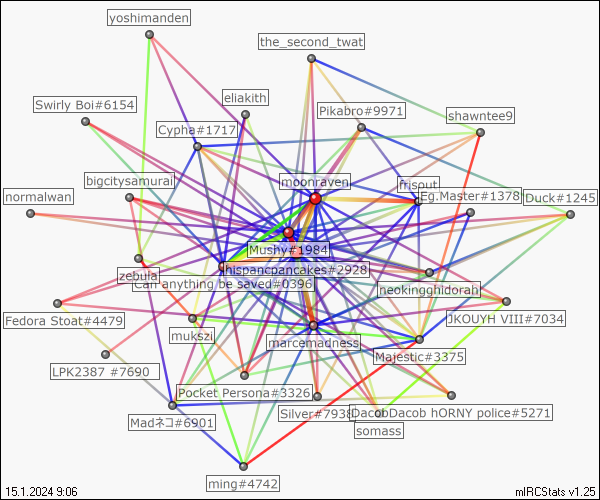 yoshimanden
the_second_twat
eliakith
Swirly Boi#6154
Pikabro#9971
shawntee9
Cypha#1717
bigcitysamurai
moonraven
frisput
normalwan
Eg.Master#1378
Duck#1245
Mushy#1984
zebula
hispancpancakes#2928
Can anything be saved#0396
neokingghidorah
Fedora Stoat#4479
mukszi
JKOUYH VIII#7034
marcemadness
Majestic#3375
LPK2387 #7690
Pocket Persona#3326
Silver#7938
DacobDacob hORNY police#5271
Madネコ#6901
somass
ming#4742
15.1.2024 9:06
mIRCStats v1.25